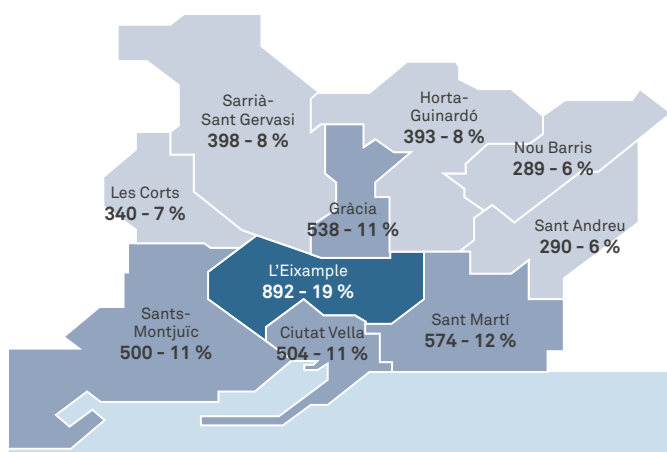 Sarrià-
Sant Gervasi
398 - 8 %
Horta-
Guinardó
393 - 8 %
Nou Barris
289 - 6 %
Les Corts
340 - 7 %
Gràcia
538 - 11 %
Sant Andreu
290 - 6 %
L'Eixample
892 - 19 %
Sants-
Montjuïc
500 - 11 %
Ciutat Vella
504 - 11 %
Sant Martí
574 - 12 %